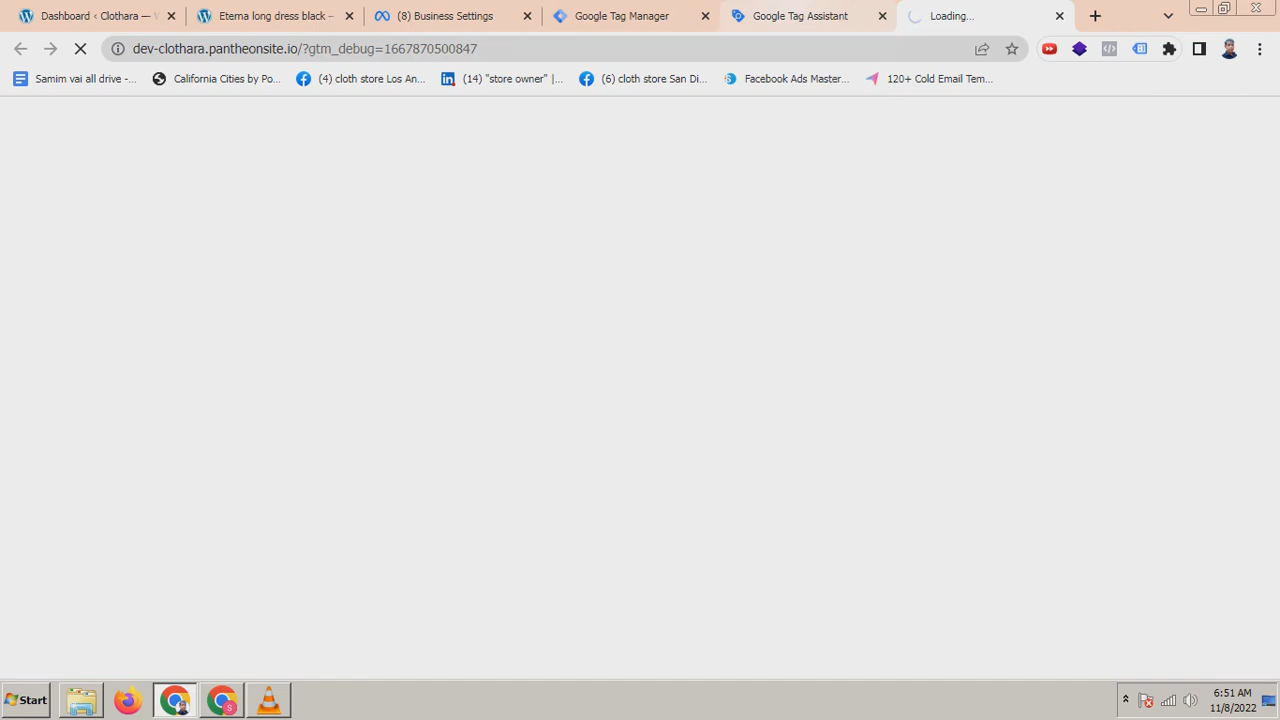 Dashboard ‹ Clothara — W
Eterna long dress black –
(8) Business Settings
Google Tag Manager
Google Tag Assistant
Loading...
dev-clothara.pantheonsite.io/?gtm_debug=1667870500847
Samim vai all drive -...
California Cities by Po...
(4) cloth store Los An...
(14) "store owner" |...
(6) cloth store San Di...
Facebook Ads Master...
120+ Cold Email Tem...
Start
S
6:51 AM
11/8/2022